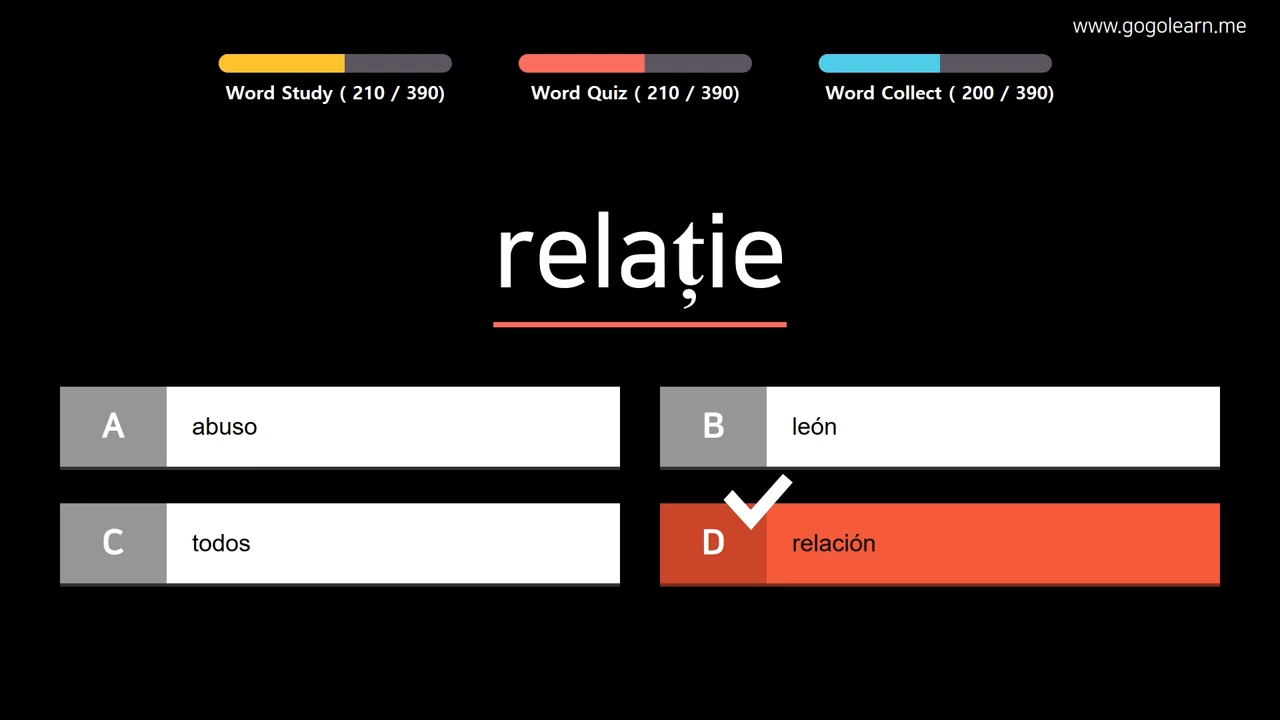 www.gogolearn.me
Word Study ( 210 / 390)
Word Quiz ( 210 / 390)
Word Collect ( 200 / 390)
relație
A abuso
B león
C todos
D relación